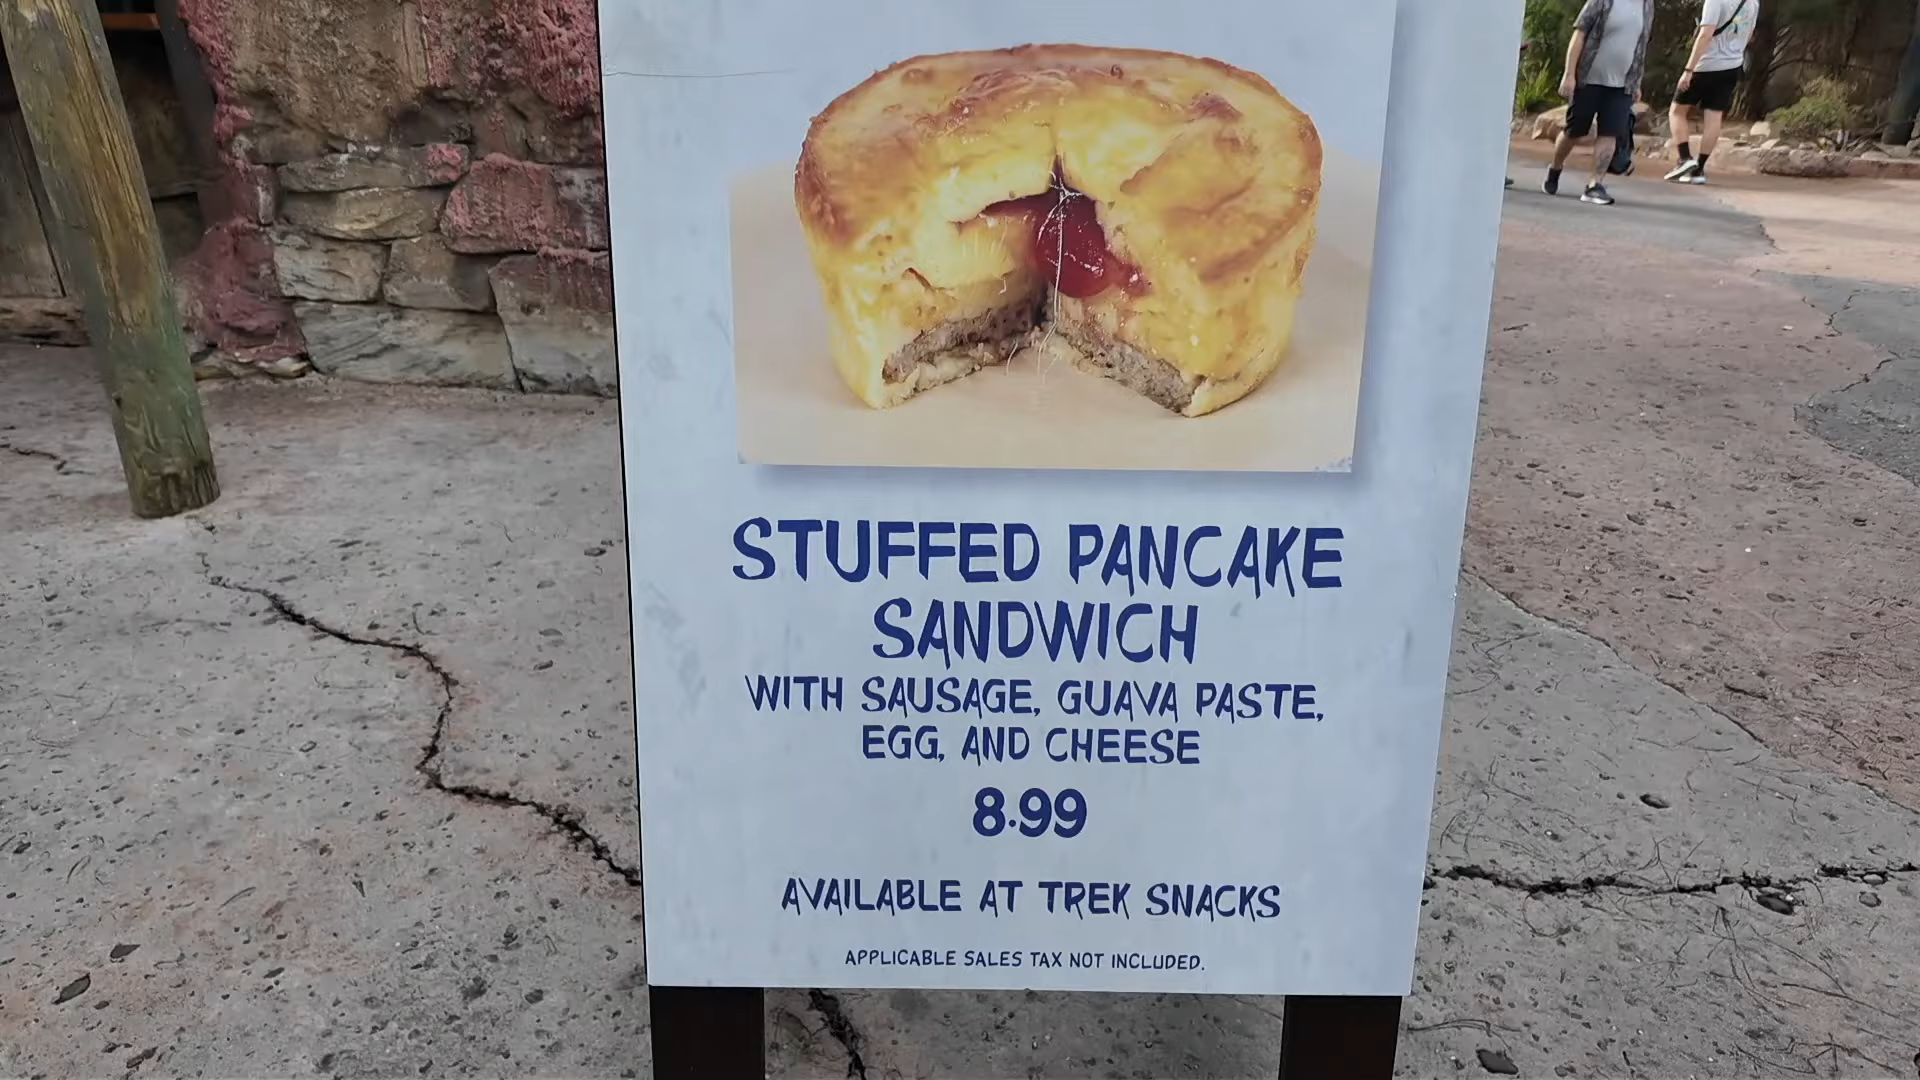 STUFFED PANCAKE
SANDWICH
WITH SAUSAGE, GUAVA PASTE,
EGG, AND CHEESE
8.99
AVAILABLE AT TREK SNACKS
APPLICABLE SALES TAX NOT INCLUDED.